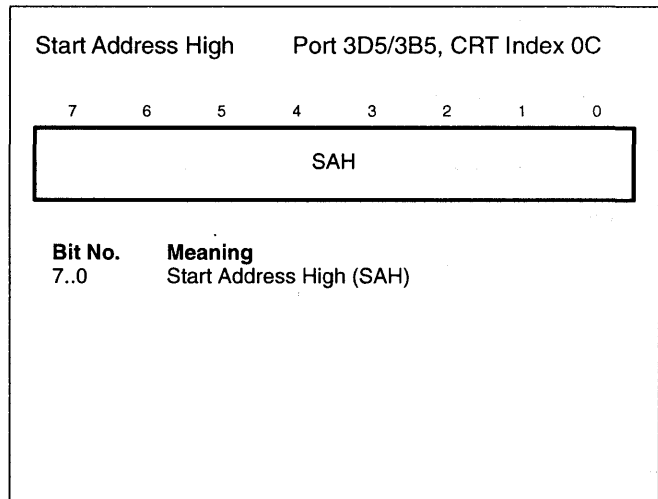 Start Address High Port 3D5/3B5, CRT Index 0C
7 6 5 4 3 2 1 0
SAH
Bit No. Meaning
7..0 Start Address High (SAH)